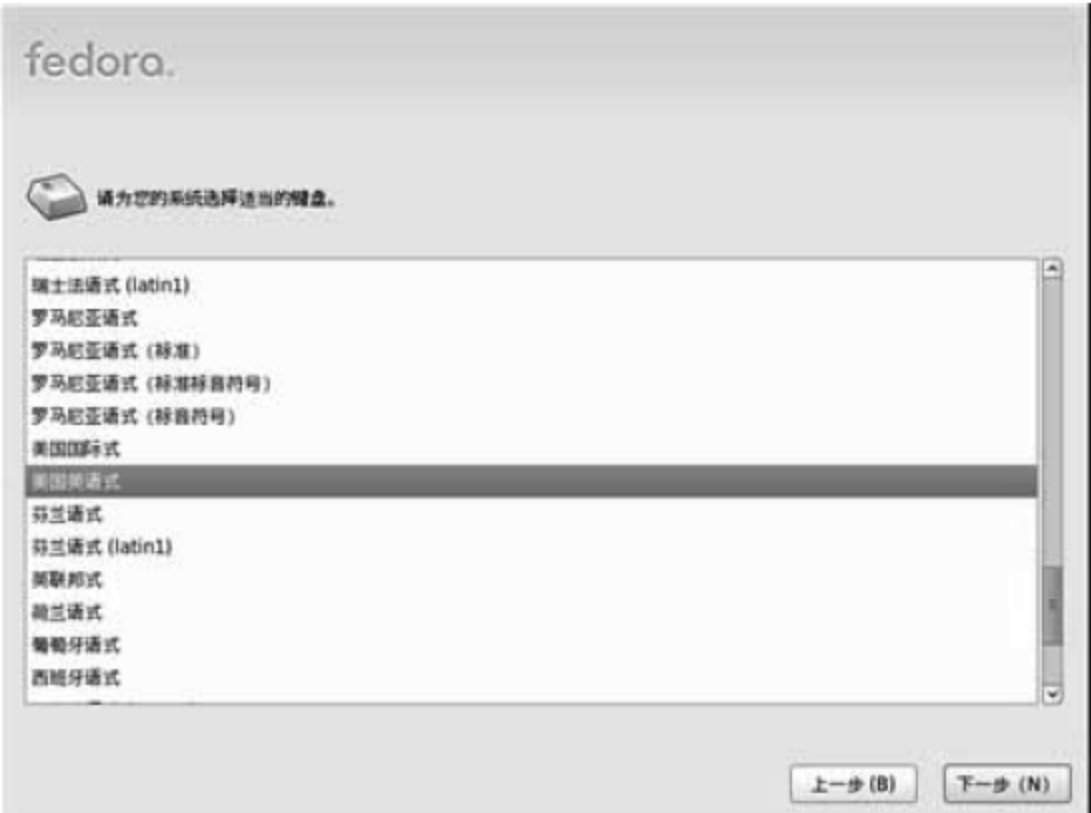 fedora.
请为您的系统选择适当的键盘。
瑞士法语式 (latin1)
罗马尼亚语式
罗马尼亚语式（标准）
罗马尼亚语式（标准标音符号）
罗马尼亚语式（标音符号）
美国国际式
美国英语式
芬兰语式
芬兰语式 (latin1)
英联邦式
荷兰语式
葡萄牙语式
西班牙语式
上一步 (B)
下一步 (N)